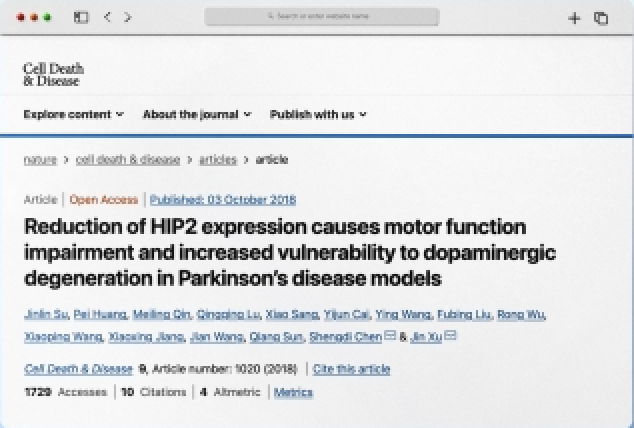 Search or enter website name
Cell Death
& Disease
Explore content
About the journal
Publish with us
nature > cell death & disease > articles > article
Article | Open Access | Published: 03 October 2018
Reduction of HIP2 expression causes motor function
impairment and increased vulnerability to dopaminergic
degeneration in Parkinson's disease models
Jinlin Su, Pei Huang, Meiling Qin, Qingqing Lu, Xiao Sang, Yijun Cai, Ying Wang, Fubing Liu, Rong Wu,
Xiaoping Wang, Xiaoxing Jiang, Jian Wang, Qiang Sun, Shengdi Chen & Jin Xu
Cell Death & Disease 9, Article number: 1020 (2018) | Cite this article
1729 Accesses | 10 Citations | 4 Altmetric | Metrics